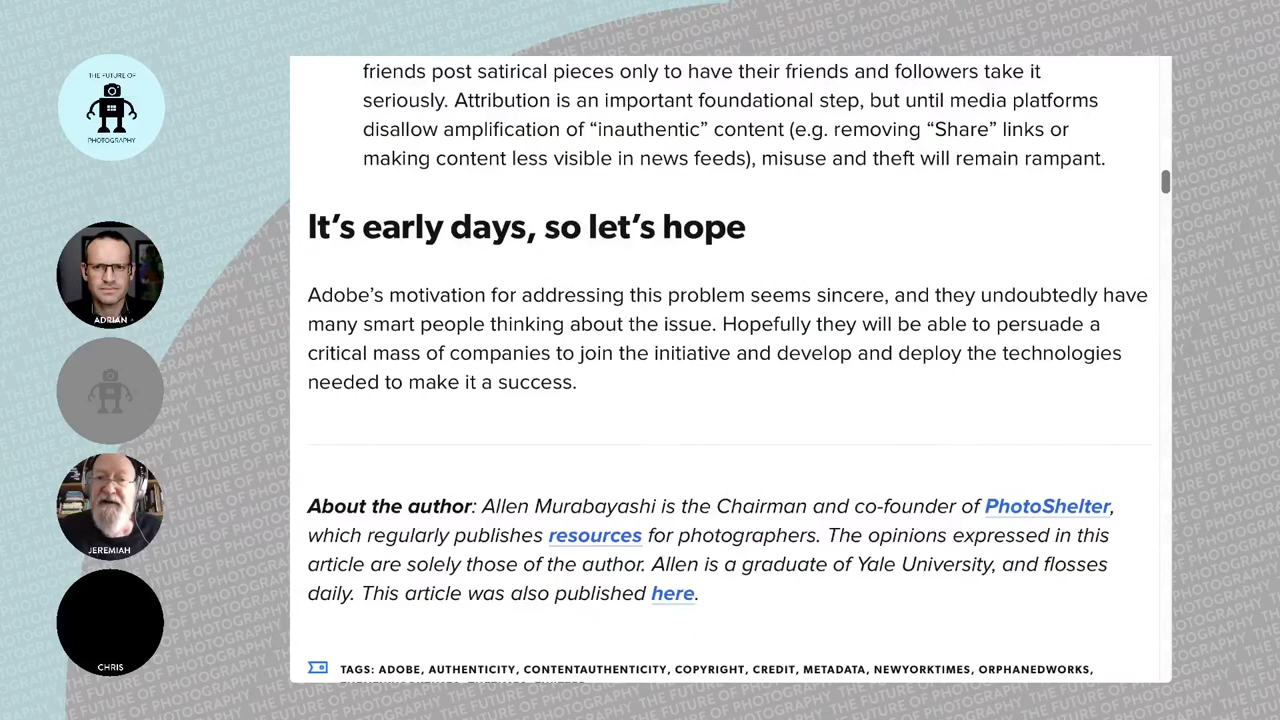 THE FUTURE OF
PHOTOGRAPHY
ADRIAN
JEREMIAH
CHRIS
friends post satirical pieces only to have their friends and followers take it
seriously. Attribution is an important foundational step, but until media platforms
disallow amplification of “inauthentic” content (e.g. removing “Share” links or
making content less visible in news feeds), misuse and theft will remain rampant.
It’s early days, so let’s hope
Adobe’s motivation for addressing this problem seems sincere, and they undoubtedly have
many smart people thinking about the issue. Hopefully they will be able to persuade a
critical mass of companies to join the initiative and develop and deploy the technologies
needed to make it a success.
About the author: Allen Murabayashi is the Chairman and co-founder of PhotoShelter,
which regularly publishes resources for photographers. The opinions expressed in this
article are solely those of the author. Allen is a graduate of Yale University, and flosses
daily. This article was also published here.
TAGS: ADOBE, AUTHENTICITY, CONTENTAUTHENTICITY, COPYRIGHT, CREDIT, METADATA, NEWYORKTIMES, ORPHANEDWORKS,